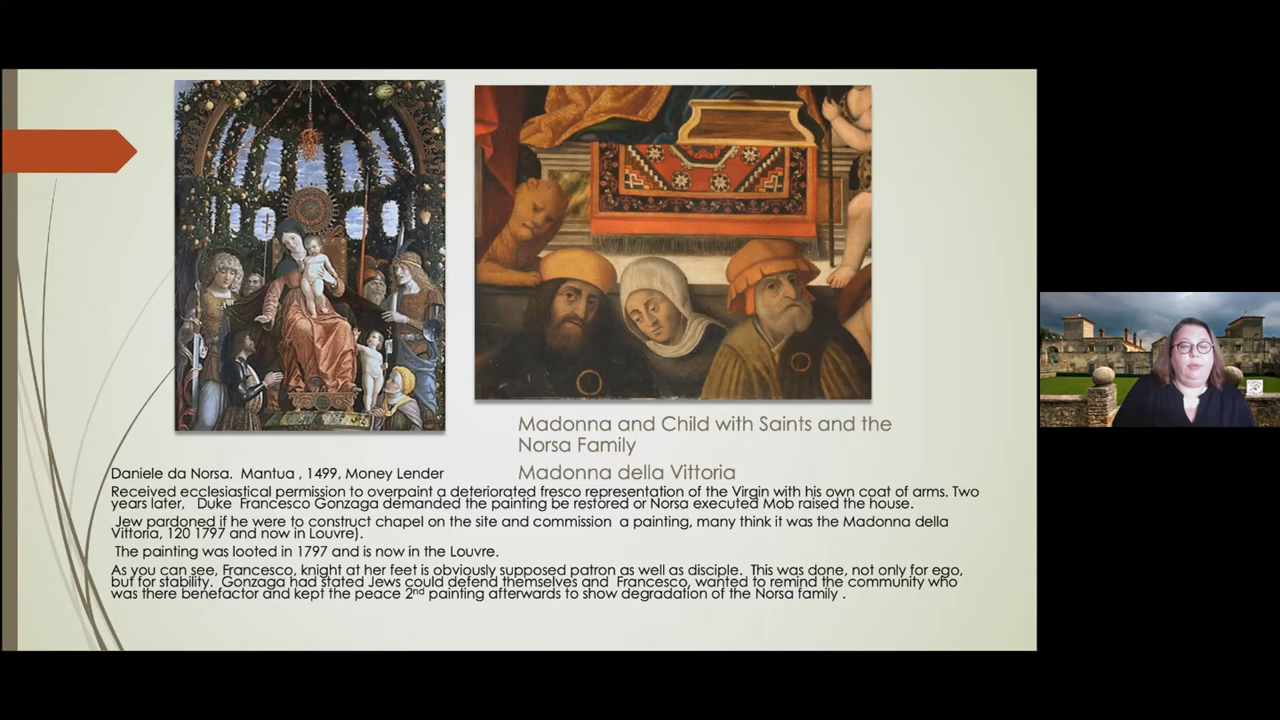 Madonna and Child with Saints and the
Norsa Family
Madonna della Vittoria
Daniele da Norsa. Mantua , 1499, Money Lender
Received ecclesiastical permission to overpaint a deteriorated fresco representation of the Virgin with his own coat of arms. Two
years later, Duke Francesco Gonzaga demanded the painting be restored or Norsa executed Mob raised the house.
Jew pardoned if he were to construct chapel on the site and commission a painting, many think it was the Madonna della
Vittoria, 120 1797 and now in Louvre).
The painting was looted in 1797 and is now in the Louvre.
As you can see, Francesco, knight at her feet is obviously supposed patron as well as disciple. This was done, not only for ego,
but for stability. Gonzaga had stated Jews could defend themselves and Francesco, wanted to remind the community who
was there benefactor and kept the peace 2nd painting afterwards to show degradation of the Norsa family .